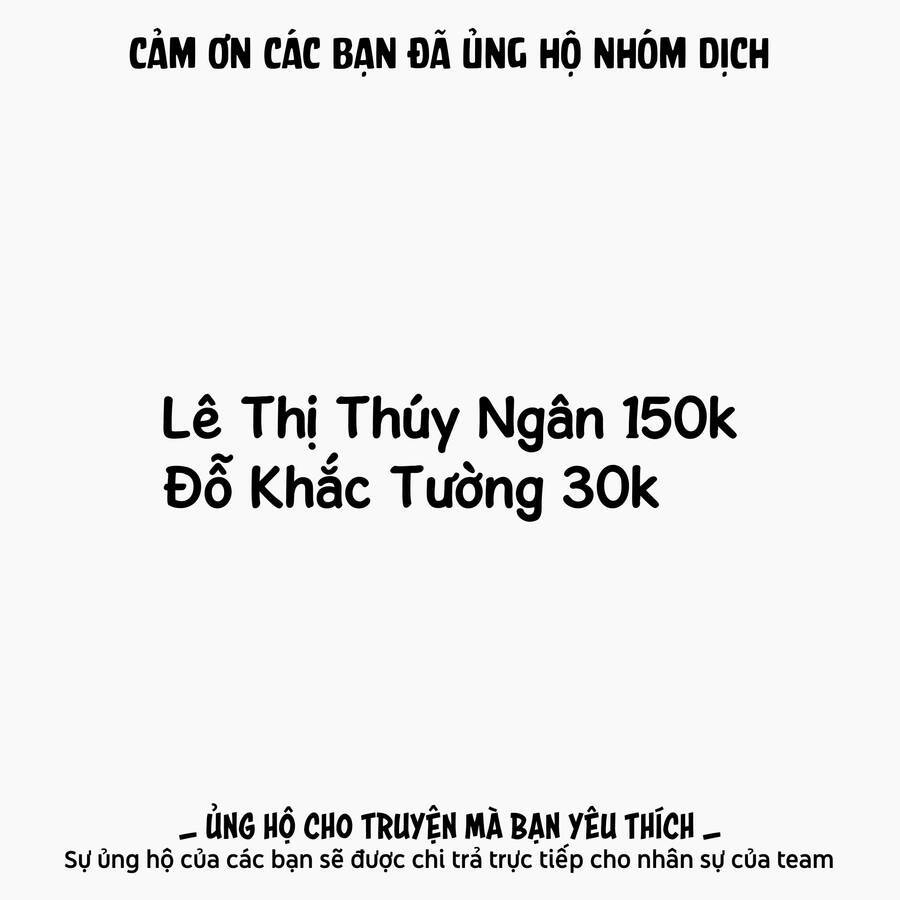 CẢM ƠN CÁC BẠN ĐÃ ỦNG HỘ NHÓM DỊCH
Lê Thị Thúy Ngân 150k
Đỗ Khắc Tường 30k
_ ỦNG HỘ CHO TRUYỆN MÀ BẠN YÊU THÍCH _
Sự ủng hộ của các bạn sẽ được chi trả trực tiếp cho nhân sự của team